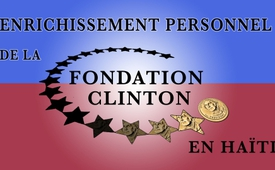 ENRICHISSEMENT PERSONNEL
DE LA
FONDATION
CLINTON
EN HAÏTI